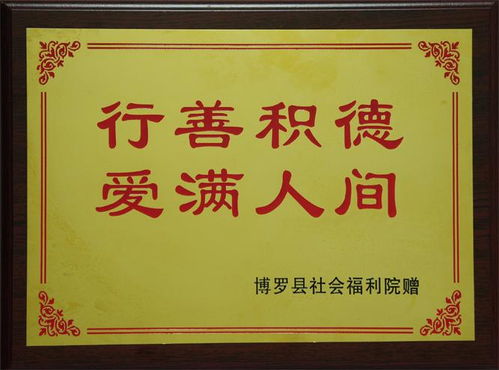 行善积德
爱满人间
博罗县社会福利院赠